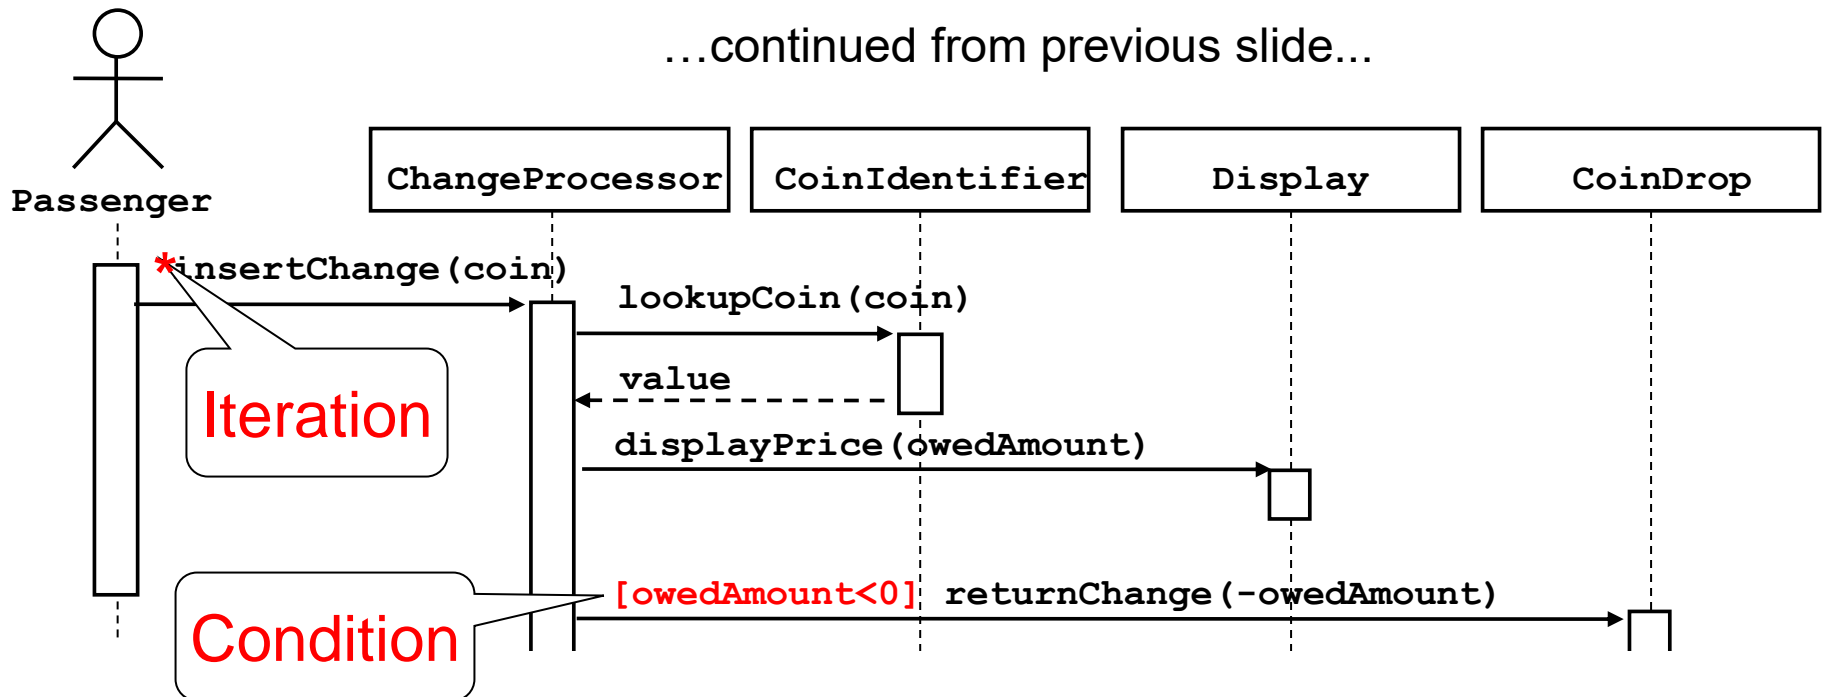 …continued from previous slide...
Passenger
ChangeProcessor
CoinIdentifier
Display
CoinDrop
*insertChange(coin)
lookupCoin(coin)
Iteration
value
displayPrice(owedAmount)
[owedAmount<0] returnChange(-owedAmount)
Condition